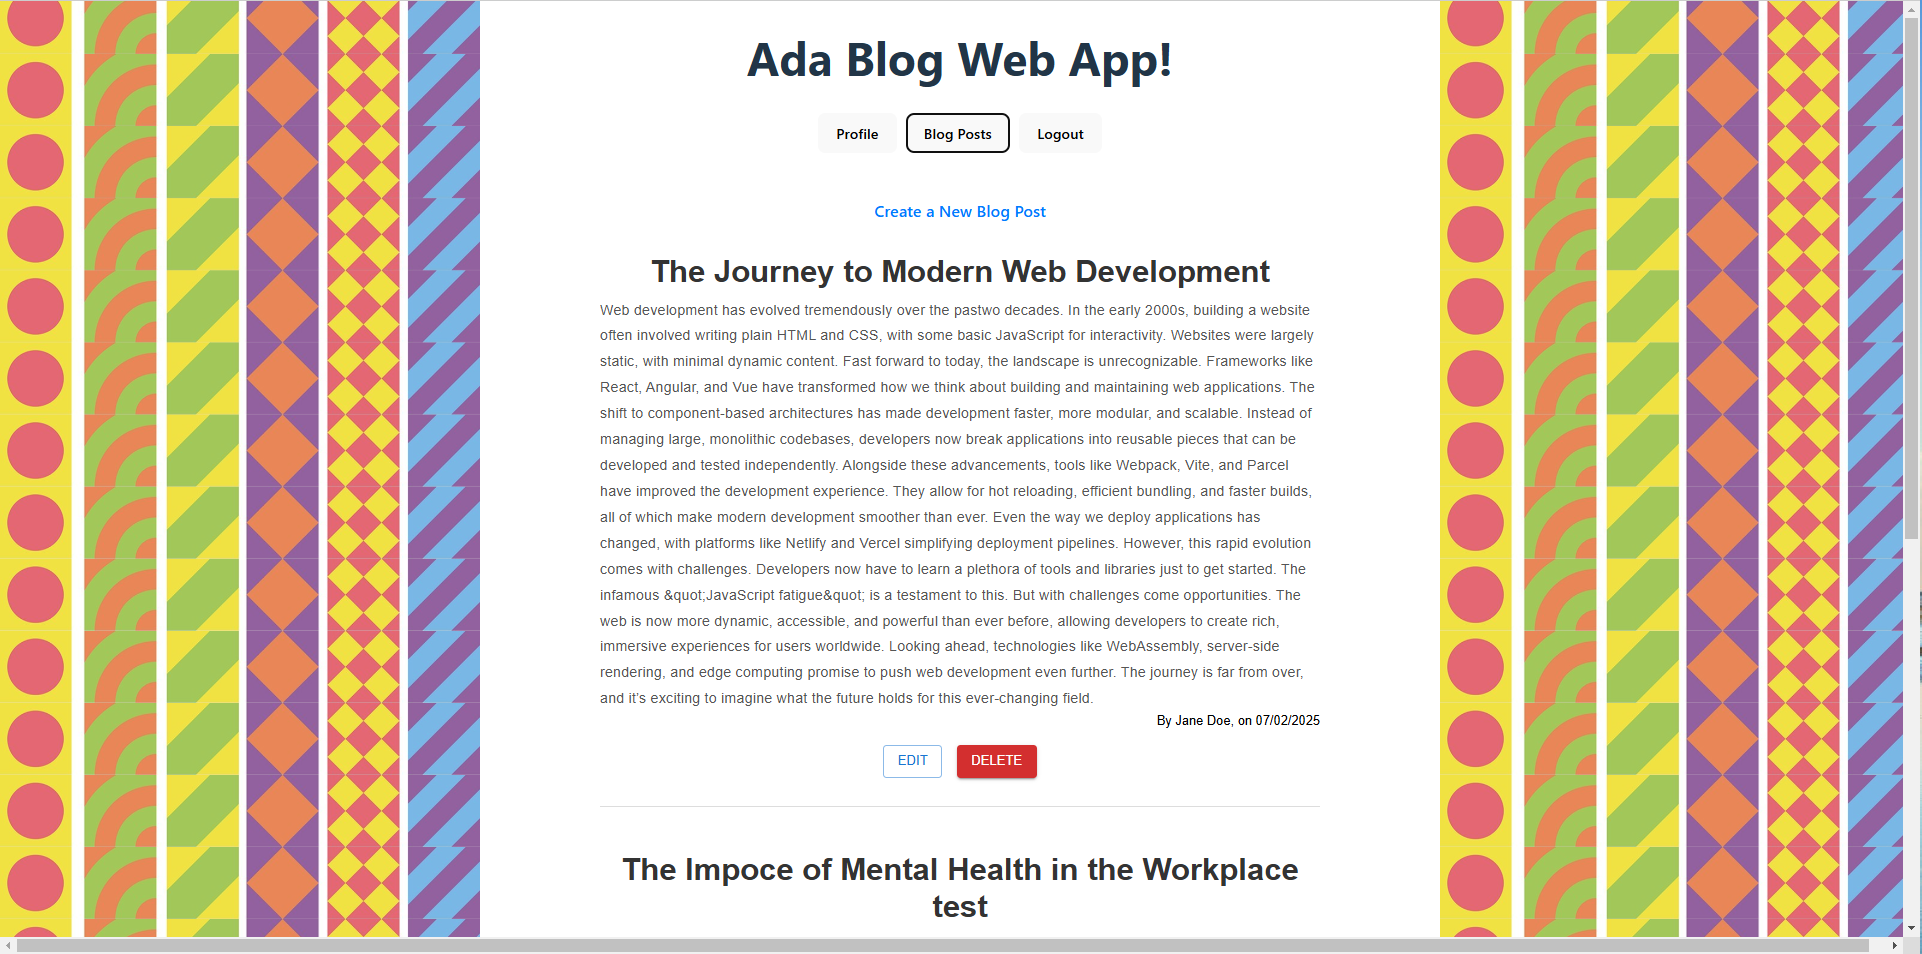 Ada Blog Web App!
Profile
Blog Posts
Logout
Create a New Blog Post
The Journey to Modern Web Development
Web development has evolved tremendously over the pastwo decades. In the early 2000s, building a website
often involved writing plain HTML and CSS, with some basic JavaScript for interactivity. Websites were largely
static, with minimal dynamic content. Fast forward to today, the landscape is unrecognizable. Frameworks like
React, Angular, and Vue have transformed how we think about building and maintaining web applications. The
shift to component-based architectures has made development faster, more modular, and scalable. Instead of
managing large, monolithic codebases, developers now break applications into reusable pieces that can be
developed and tested independently. Alongside these advancements, tools like Webpack, Vite, and Parcel
have improved the development experience. They allow for hot reloading, efficient bundling, and faster builds,
all of which make modern development smoother than ever. Even the way we deploy applications has
changed, with platforms like Netlify and Vercel simplifying deployment pipelines. However, this rapid evolution
comes with challenges. Developers now have to learn a plethora of tools and libraries just to get started. The
infamous &quot;JavaScript fatigue&quot; is a testament to this. But with challenges come opportunities. The
web is now more dynamic, accessible, and powerful than ever before, allowing developers to create rich,
immersive experiences for users worldwide. Looking ahead, technologies like WebAssembly, server-side
rendering, and edge computing promise to push web development even further. The journey is far from over,
and it's exciting to imagine what the future holds for this ever-changing field.
By Jane Doe, on 07/02/2025
EDIT
DELETE
The Impoce of Mental Health in the Workplace
test